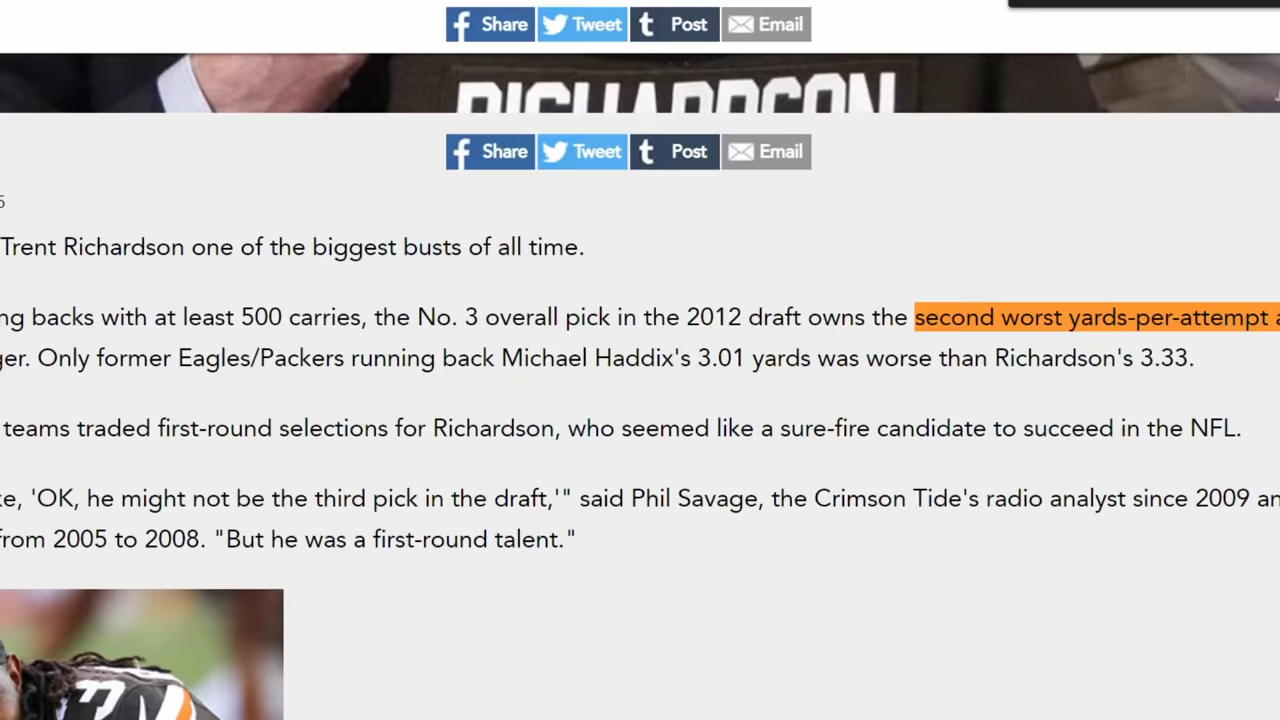 Share Tweet Post Email
RICHARDSON
Share Tweet Post Email
5
Trent Richardson one of the biggest busts of all time.
ng backs with at least 500 carries, the No. 3 overall pick in the 2012 draft owns the second worst yards-per-attempt a
ger. Only former Eagles/Packers running back Michael Haddix's 3.01 yards was worse than Richardson's 3.33.
teams traded first-round selections for Richardson, who seemed like a sure-fire candidate to succeed in the NFL.
ke, 'OK, he might not be the third pick in the draft,'" said Phil Savage, the Crimson Tide's radio analyst since 2009 an
from 2005 to 2008. "But he was a first-round talent."